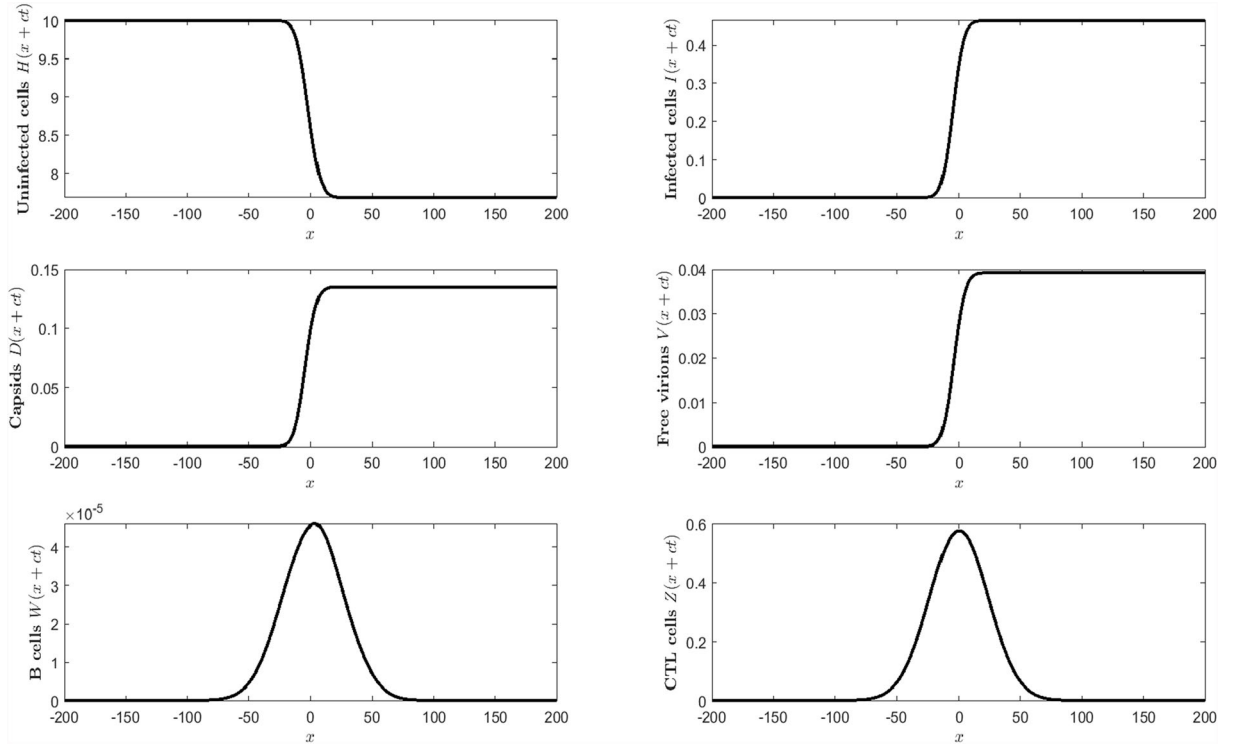 Uninfected cells H(x + ct)
10
9.5
9
8.5
8
-200 -150 -100 -50 0 50 100 150 200
x
Infected cells I(x + ct)
0.4
0.3
0.2
0.1
0
-200 -150 -100 -50 0 50 100 150 200
x
Capsids D(x + ct)
0.15
0.1
0.05
0
-200 -150 -100 -50 0 50 100 150 200
x
Free virions V(x + ct)
0.04
0.03
0.02
0.01
0
-200 -150 -100 -50 0 50 100 150 200
x
B cells W(x + ct)
×10⁻⁵
4
3
2
1
0
-200 -150 -100 -50 0 50 100 150 200
x
CTL cells Z(x + ct)
0.6
0.4
0.2
0
-200 -150 -100 -50 0 50 100 150 200
x